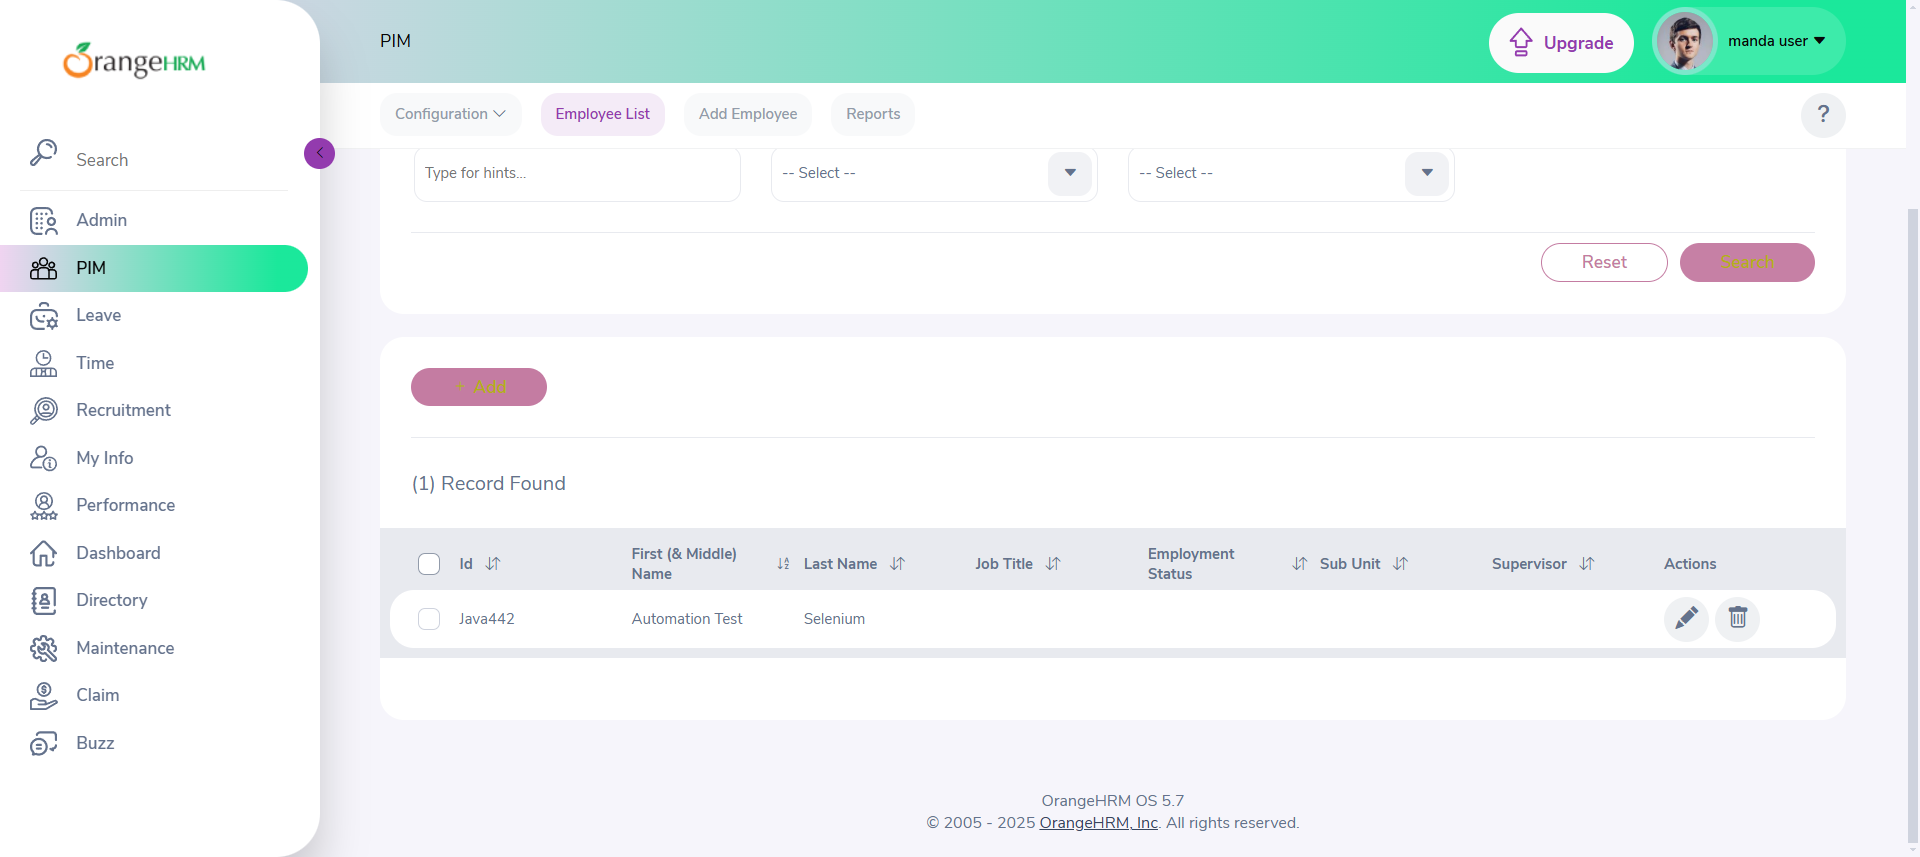 OrangeHRM
PIM
Upgrade
manda user
Configuration
Employee List
Add Employee
Reports
?
Search
Admin
PIM
Leave
Time
Recruitment
My Info
Performance
Dashboard
Directory
Maintenance
Claim
Buzz
Type for hints...
-- Select --
-- Select --
Reset
Search
+ Add
(1) Record Found
Id
First (& Middle)
Name
Last Name
Job Title
Employment
Status
Sub Unit
Supervisor
Actions
Java442
Automation Test
Selenium
OrangeHRM OS 5.7
© 2005 - 2025 OrangeHRM, Inc. All rights reserved.